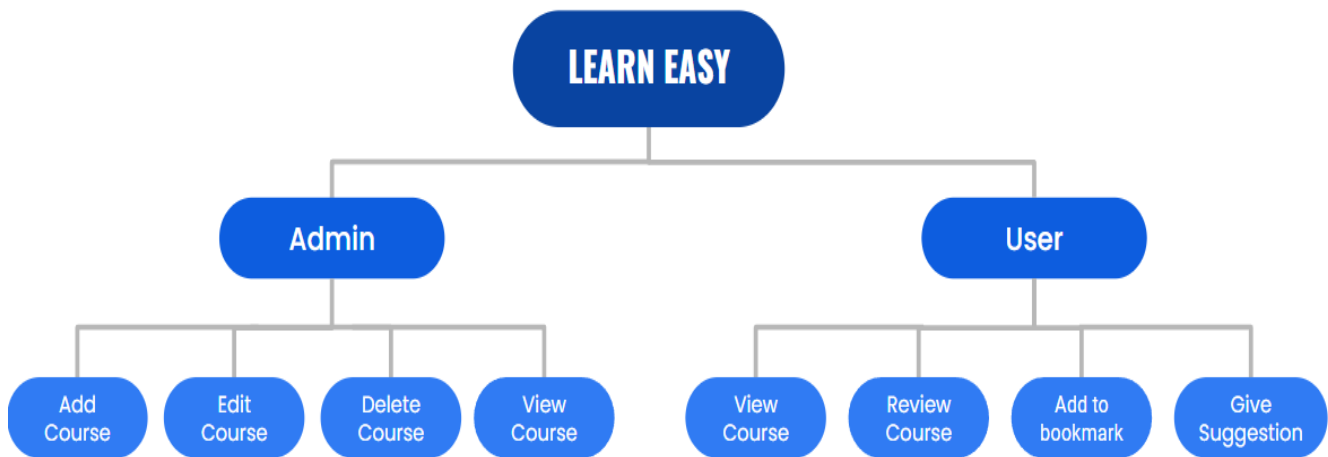 LEARN EASY
Admin
User
Add
Course
Edit
Course
Delete
Course
View
Course
View
Course
Review
Course
Add to
bookmark
Give
Suggestion